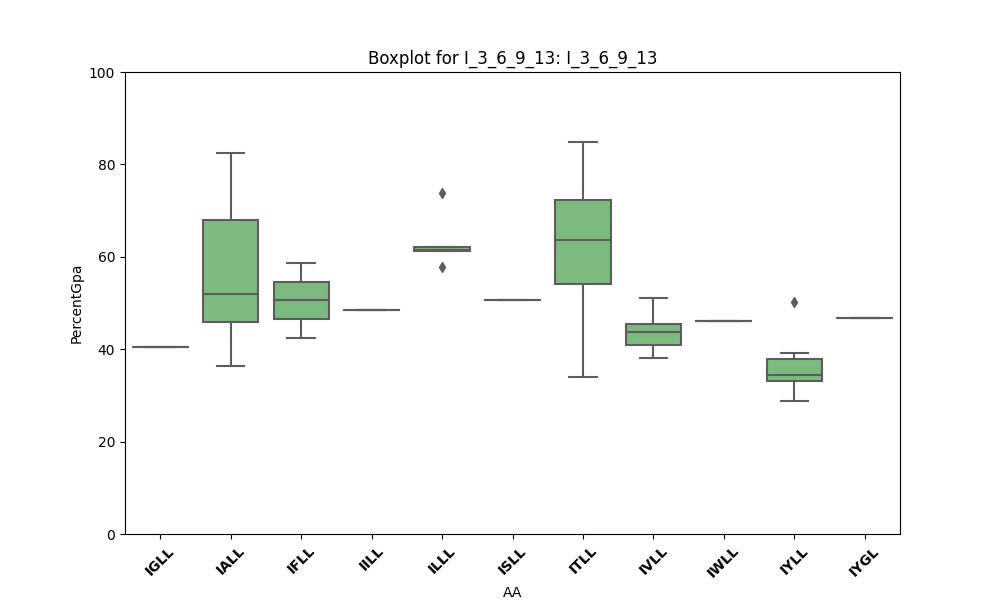 Boxplot for I_3_6_9_13: I_3_6_9_13
PercentGpa
100
80
60
40
20
0
IGLL
IALL
IFLL
IILL
ILLL
ISLL
ITLL
IVLL
IWLL
IYLL
IYGL
AA